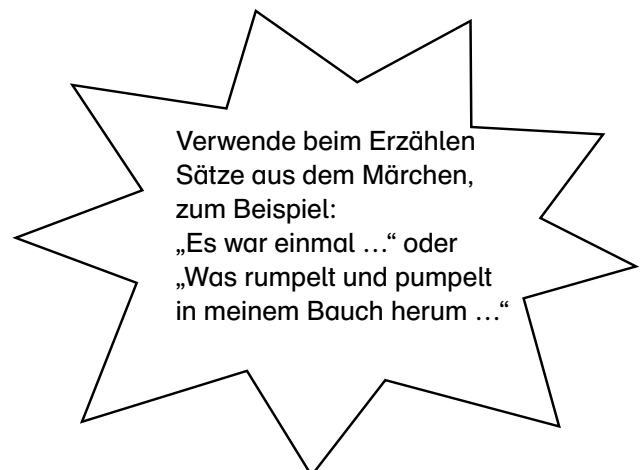 Verwende beim Erzählen
Sätze aus dem Märchen,
zum Beispiel:
„Es war einmal …“ oder
„Was rumpelt und pumpelt
in meinem Bauch herum …“